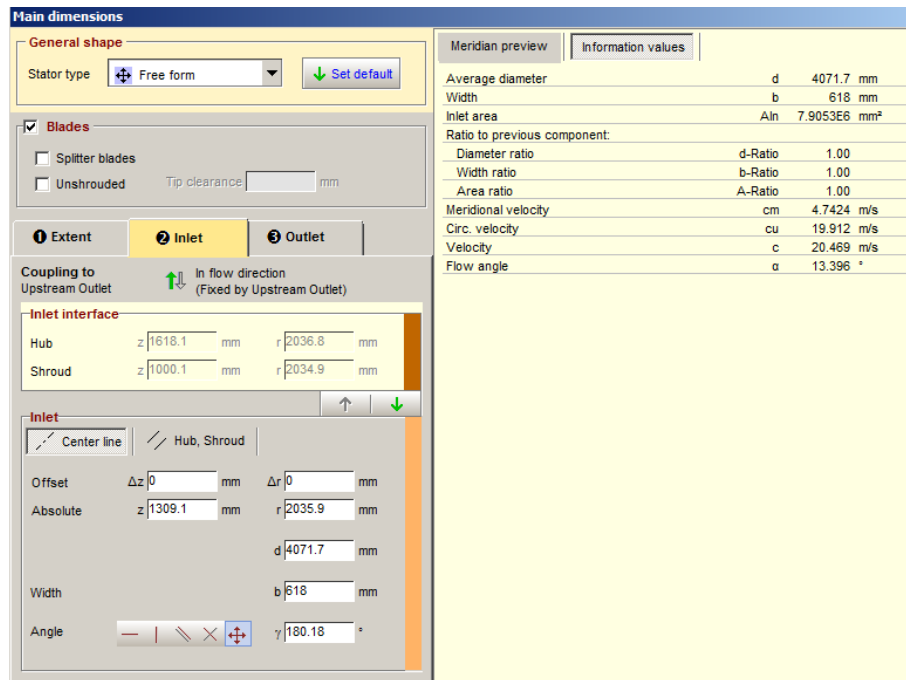 Main dimensions
General shape
Stator type Free form Set default
Blades
Splitter blades
Unshrouded Tip clearance mm
❶ Extent ❷ Inlet ❸ Outlet
Coupling to In flow direction
Upstream Outlet (Fixed by Upstream Outlet)
Inlet interface
Hub z 1618.1 mm r 2036.8 mm
Shroud z 1000.1 mm r 2034.9 mm
Inlet
Center line Hub, Shroud
Offset Δz 0 mm Δr 0 mm
Absolute z 1309.1 mm r 2035.9 mm
d 4071.7 mm
Width b 618 mm
Angle γ 180.18 °
Meridian preview Information values
Average diameter d 4071.7 mm
Width b 618 mm
Inlet area AIn 7.9053E6 mm²
Ratio to previous component:
Diameter ratio d-Ratio 1.00
Width ratio b-Ratio 1.00
Area ratio A-Ratio 1.00
Meridional velocity cm 4.7424 m/s
Circ. velocity cu 19.912 m/s
Velocity c 20.469 m/s
Flow angle α 13.396 °